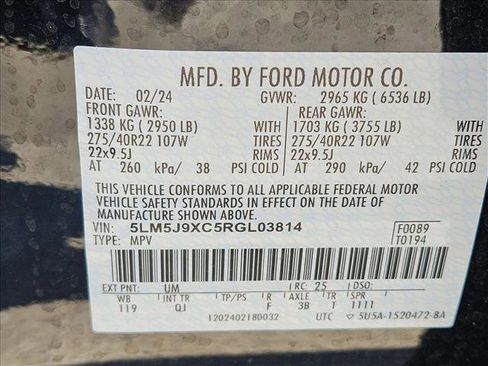 MFD. BY FORD MOTOR CO.
DATE: 02/24 GVWR: 2965 KG ( 6536 LB)
FRONT GAWR: REAR GAWR:
1338 KG ( 2950 LB) WITH 1703 KG ( 3755 LB) WITH
275/40R22 107W TIRES 275/40R22 107W TIRES
22x9.5J RIMS 22x9.5J RIMS
AT 260 kPa/ 38 PSI COLD AT 290 kPa/ 42 PSI COLD
THIS VEHICLE CONFORMS TO ALL APPLICABLE FEDERAL MOTOR
VEHICLE SAFETY STANDARDS IN EFFECT ON THE DATE OF
MANUFACTURE SHOWN ABOVE.
VIN: 5LM5J9XC5RGL03814 F0089
TYPE: MPV T0194
EXT PNT: UM RC: 25 DSO:
WB INT TR TP/PS R AXLE TR SPR
119 QJ F 3B T 1111
1202402180032 UTC 5U5A-1520472-BA